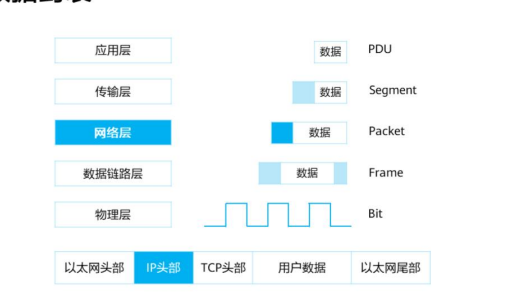 应用层 数据 PDU
传输层 数据 Segment
网络层 数据 Packet
数据链路层 数据 Frame
物理层 Bit
以太网头部 IP头部 TCP头部 用户数据 以太网尾部